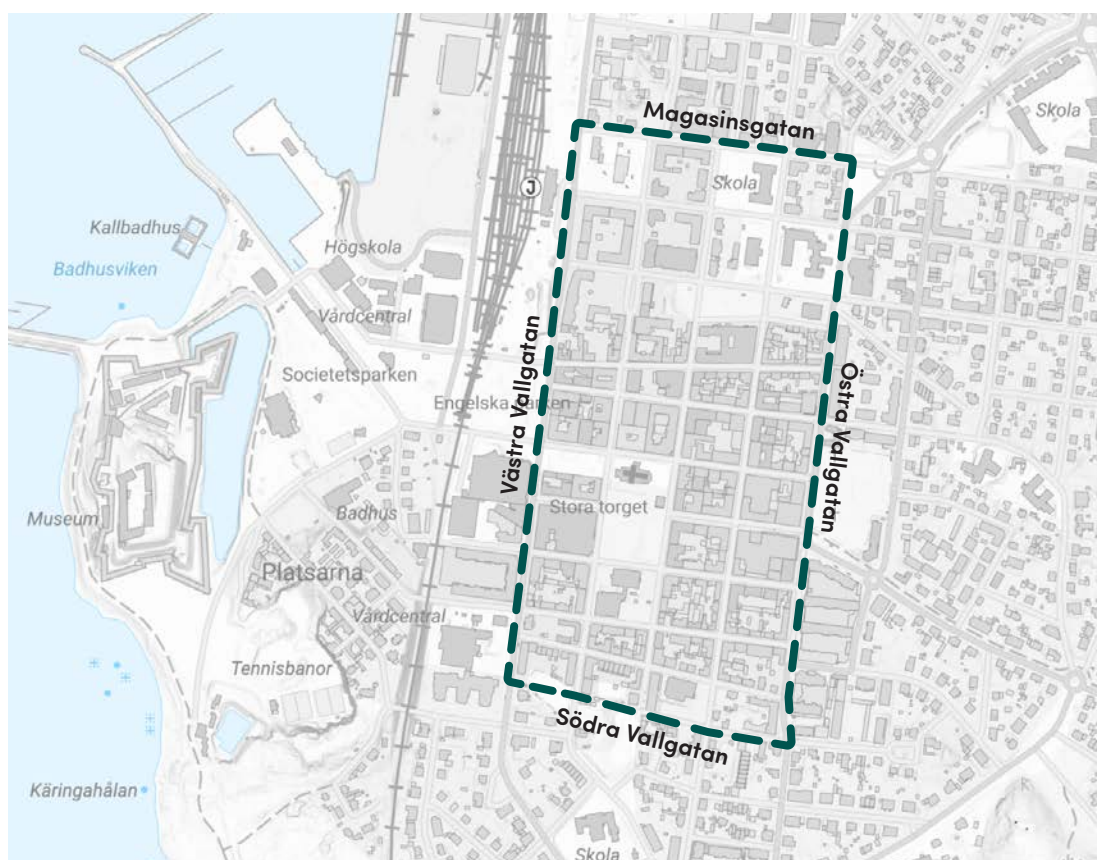 Magasinsgatan
Skola
Skola
J
Kallbadhus
Högskola
Badhusviken
Vårdcentral
Societetsparken
Västra Vallgatan
Östra Vallgatan
Engelska parken
Stora torget
Badhus
Museum
Platsarna
Vårdcentral
Tennisbanor
Södra Vallgatan
Käringahålan
Skola